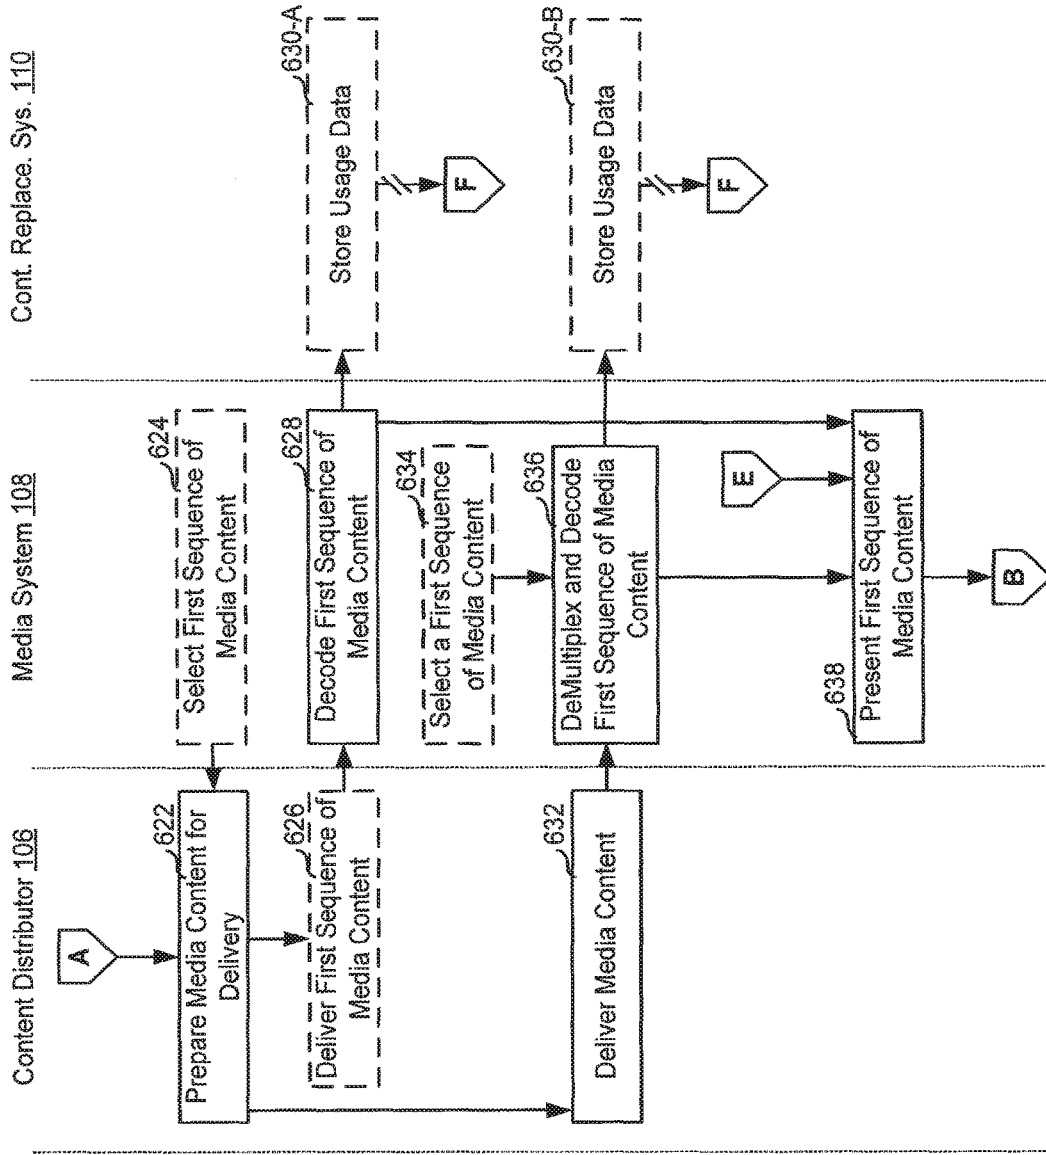 Content Distributor 106
Media System 108
Cont. Replace. Sys. 110
A
622
Prepare Media Content for
Delivery
624
Select First Sequence of
Media Content
626
Deliver First Sequence of
Media Content
628
Decode First Sequence of
Media Content
630-A
Store Usage Data
F
634
Select a First Sequence
of Media Content
632
Deliver Media Content
636
DeMultiplex and Decode
First Sequence of Media
Content
630-B
Store Usage Data
F
E
638
Present First Sequence of
Media Content
B